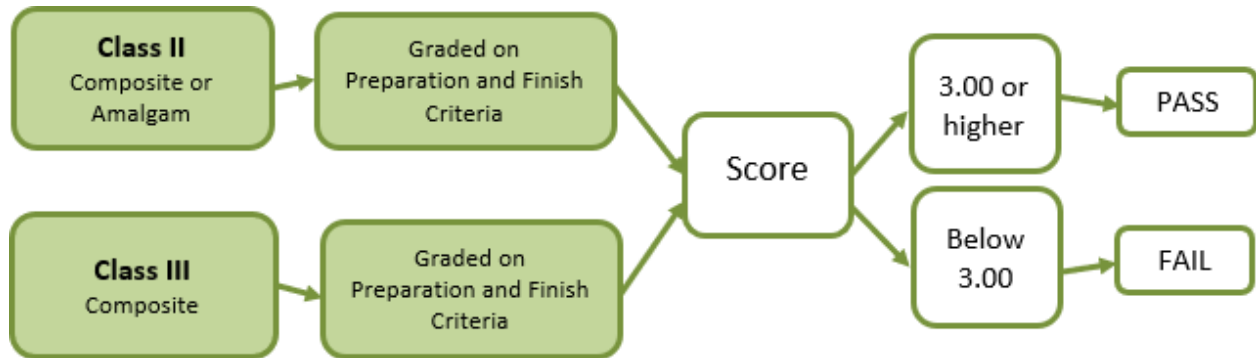 Class II
Composite or
Amalgam
Graded on
Preparation and Finish
Criteria
Class III
Composite
Graded on
Preparation and Finish
Criteria
Score
3.00 or
higher
PASS
Below
3.00
FAIL